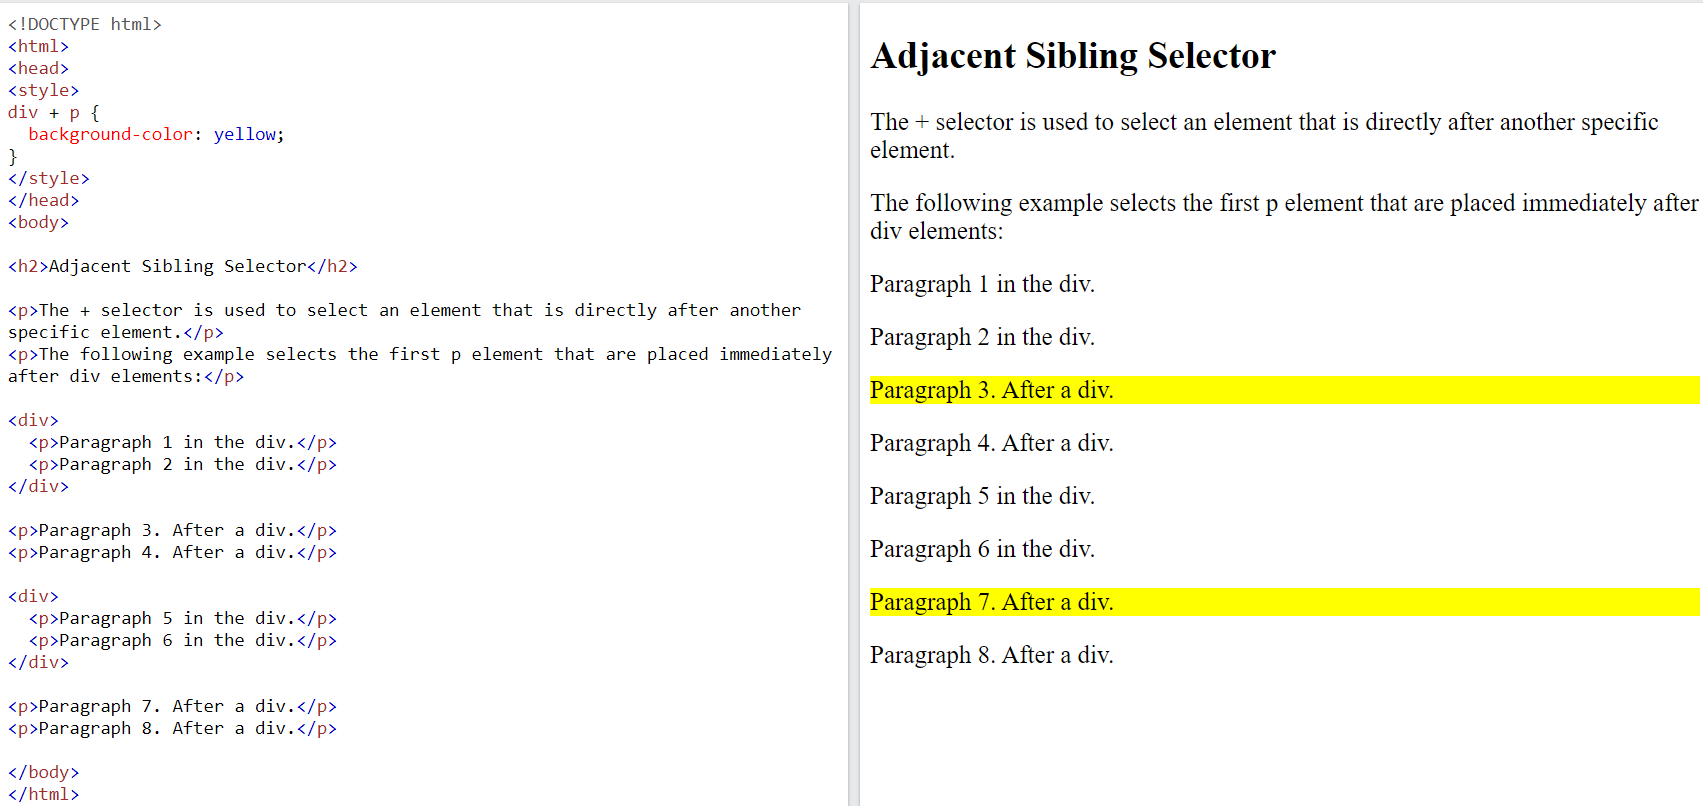 <!DOCTYPE html>
<html>
<head>
<style>
div + p {
  background-color: yellow;
}
</style>
</head>
<body>
<h2>Adjacent Sibling Selector</h2>
<p>The + selector is used to select an element that is directly after another
specific element.</p>
<p>The following example selects the first p element that are placed immediately
after div elements:</p>
<div>
  <p>Paragraph 1 in the div.</p>
  <p>Paragraph 2 in the div.</p>
</div>
<p>Paragraph 3. After a div.</p>
<p>Paragraph 4. After a div.</p>
<div>
  <p>Paragraph 5 in the div.</p>
  <p>Paragraph 6 in the div.</p>
</div>
<p>Paragraph 7. After a div.</p>
<p>Paragraph 8. After a div.</p>
</body>
</html>
Adjacent Sibling Selector
The + selector is used to select an element that is directly after another specific
element.
The following example selects the first p element that are placed immediately after
div elements:
Paragraph 1 in the div.
Paragraph 2 in the div.
Paragraph 3. After a div.
Paragraph 4. After a div.
Paragraph 5 in the div.
Paragraph 6 in the div.
Paragraph 7. After a div.
Paragraph 8. After a div.